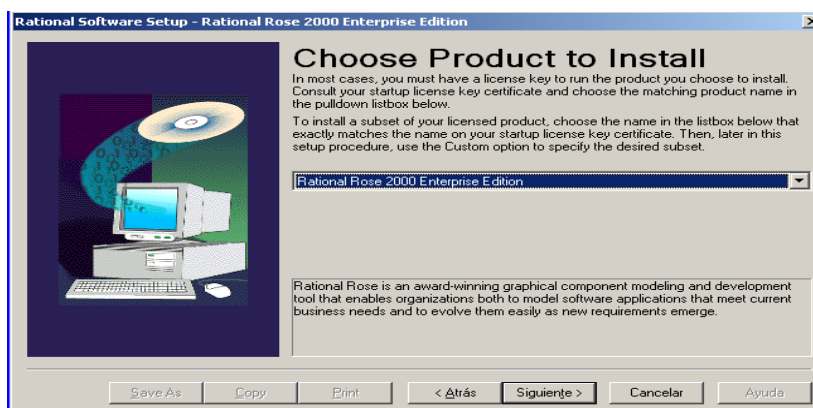 Rational Software Setup - Rational Rose 2000 Enterprise Edition
Choose Product to Install
In most cases, you must have a license key to run the product you choose to install.
Consult your startup license key certificate and choose the matching product name in
the pulldown listbox below.
To install a subset of your licensed product, choose the name in the listbox below that
exactly matches the name on your startup license key certificate. Then, later in this
setup procedure, use the Custom option to specify the desired subset.
Rational Rose 2000 Enterprise Edition
Rational Rose is an award-winning graphical component modeling and development
tool that enables organizations both to model software applications that meet current
business needs and to evolve them easily as new requirements emerge.
Save As Copy Print < Atrás Siguiente > Cancelar Ayuda